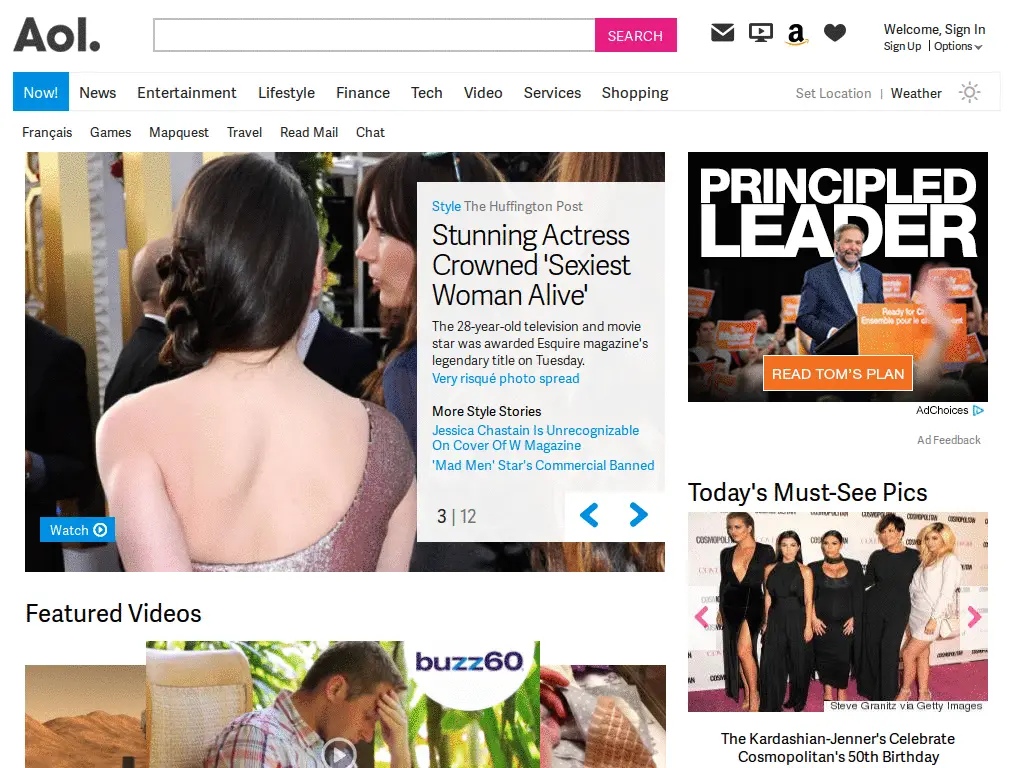 Aol.
SEARCH
a
Welcome, Sign In
Sign Up | Options
Now! News Entertainment Lifestyle Finance Tech Video Services Shopping
Set Location | Weather
Français Games Mapquest Travel Read Mail Chat
Style The Huffington Post
Stunning Actress
Crowned 'Sexiest
Woman Alive'
The 28-year-old television and movie
star was awarded Esquire magazine's
legendary title on Tuesday.
Very risqué photo spread
More Style Stories
Jessica Chastain Is Unrecognizable
On Cover Of W Magazine
'Mad Men' Star's Commercial Banned
3 | 12
Watch
PRINCIPLED
LEADER
Ready for
Ensemble pour le
READ TOM'S PLAN
AdChoices
Ad Feedback
Today's Must-See Pics
COSMOPOLITAN
Steve Granitz via Getty Images
The Kardashian-Jenner's Celebrate
Cosmopolitan's 50th Birthday
Featured Videos
buzz60